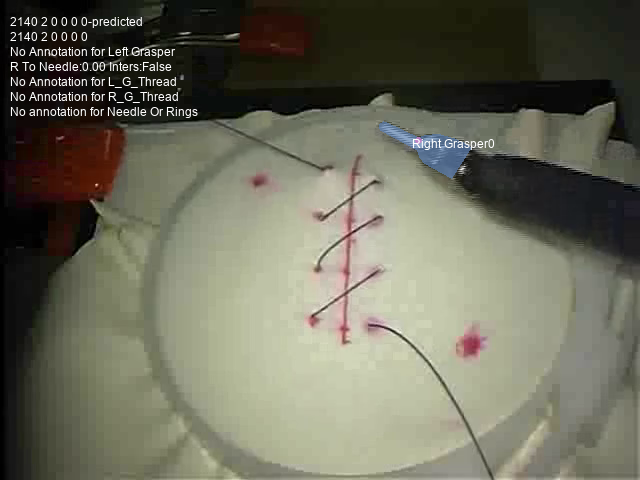 2140 2 0 0 0 0-predicted
2140 2 0 0 0 0
No Annotation for Left Grasper
R To Needle:0.00 Inters:False
No Annotation for L_G_Thread
No Annotation for R_G_Thread
No annotation for Needle Or Rings
Right Grasper0